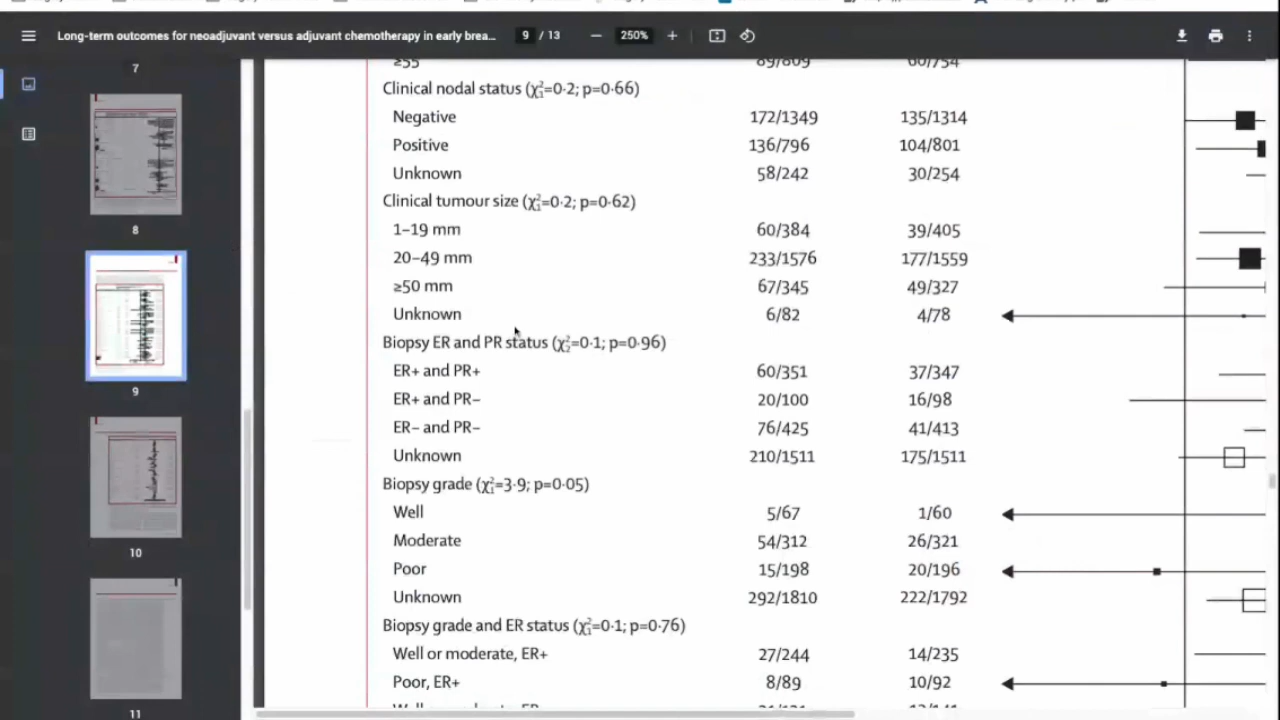 Long-term outcomes for neoadjuvant versus adjuvant chemotherapy in early brea... 9 / 13 250%
7
8
9
10
11
≥55 89/809 60/754
Clinical nodal status (χ²₁=0·2; p=0·66)
Negative 172/1349 135/1314
Positive 136/796 104/801
Unknown 58/242 30/254
Clinical tumour size (χ²₁=0·2; p=0·62)
1–19 mm 60/384 39/405
20–49 mm 233/1576 177/1559
≥50 mm 67/345 49/327
Unknown 6/82 4/78
Biopsy ER and PR status (χ²₂=0·1; p=0·96)
ER+ and PR+ 60/351 37/347
ER+ and PR– 20/100 16/98
ER– and PR– 76/425 41/413
Unknown 210/1511 175/1511
Biopsy grade (χ²₁=3·9; p=0·05)
Well 5/67 1/60
Moderate 54/312 26/321
Poor 15/198 20/196
Unknown 292/1810 222/1792
Biopsy grade and ER status (χ²₁=0·1; p=0·76)
Well or moderate, ER+ 27/244 14/235
Poor, ER+ 8/89 10/92